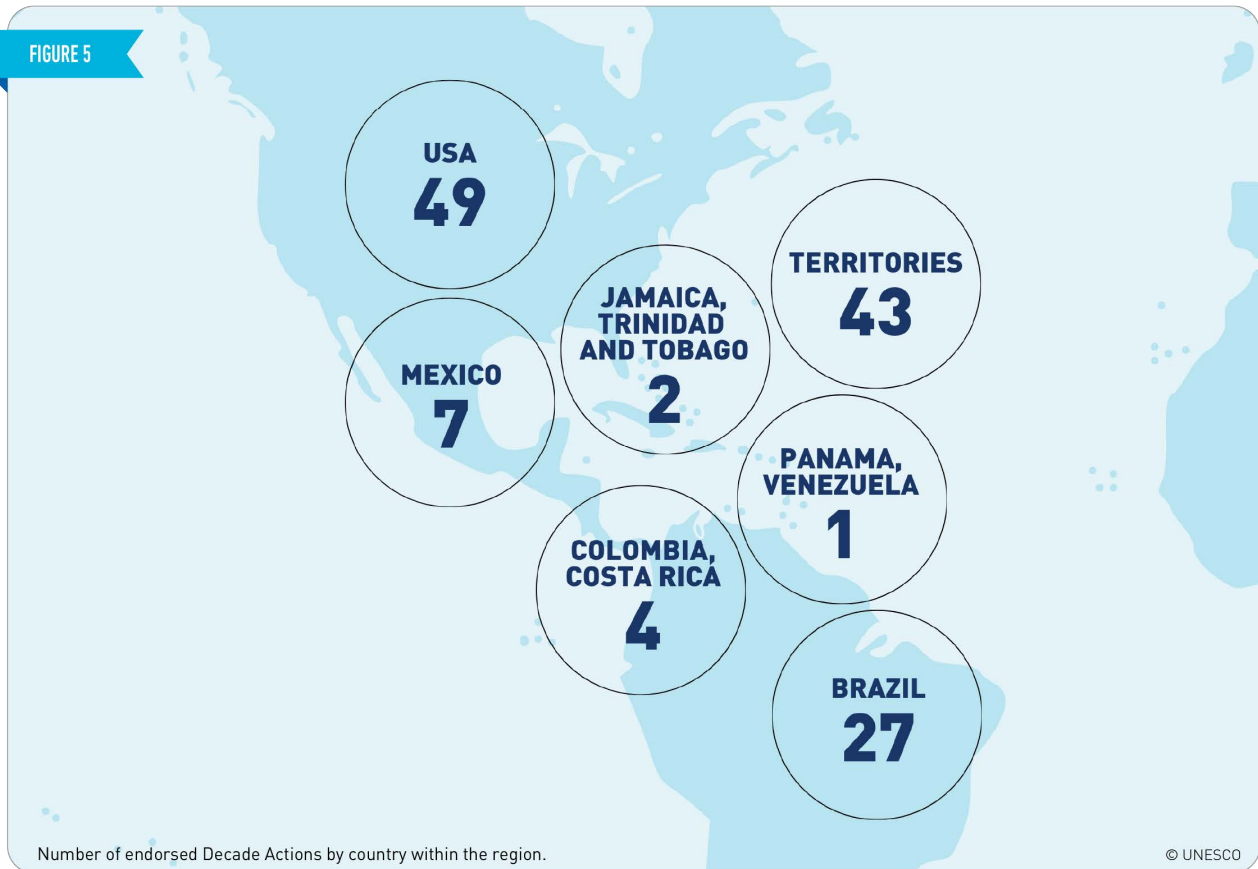 FIGURE 5
USA
49
TERRITORIES
43
JAMAICA,
TRINIDAD
AND TOBAGO
2
MEXICO
7
PANAMA,
VENEZUELA
1
COLOMBIA,
COSTA RICA
4
BRAZIL
27
Number of endorsed Decade Actions by country within the region.
© UNESCO